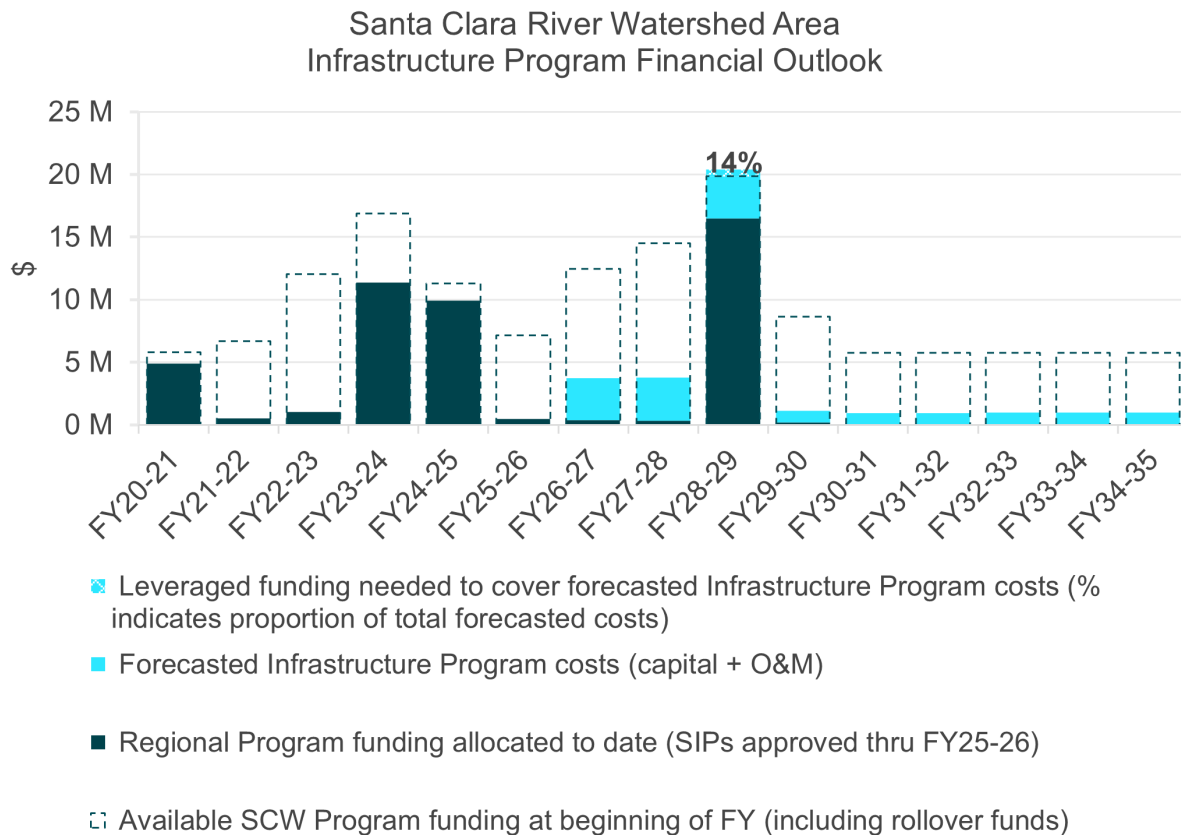 Santa Clara River Watershed Area
Infrastructure Program Financial Outlook
25 M
20 M
15 M
10 M
5 M
0 M
$
14%
FY20-21
FY21-22
FY22-23
FY23-24
FY24-25
FY25-26
FY26-27
FY27-28
FY28-29
FY29-30
FY30-31
FY31-32
FY32-33
FY33-34
FY34-35
Leveraged funding needed to cover forecasted Infrastructure Program costs (%
indicates proportion of total forecasted costs)
Forecasted Infrastructure Program costs (capital + O&M)
Regional Program funding allocated to date (SIPs approved thru FY25-26)
Available SCW Program funding at beginning of FY (including rollover funds)